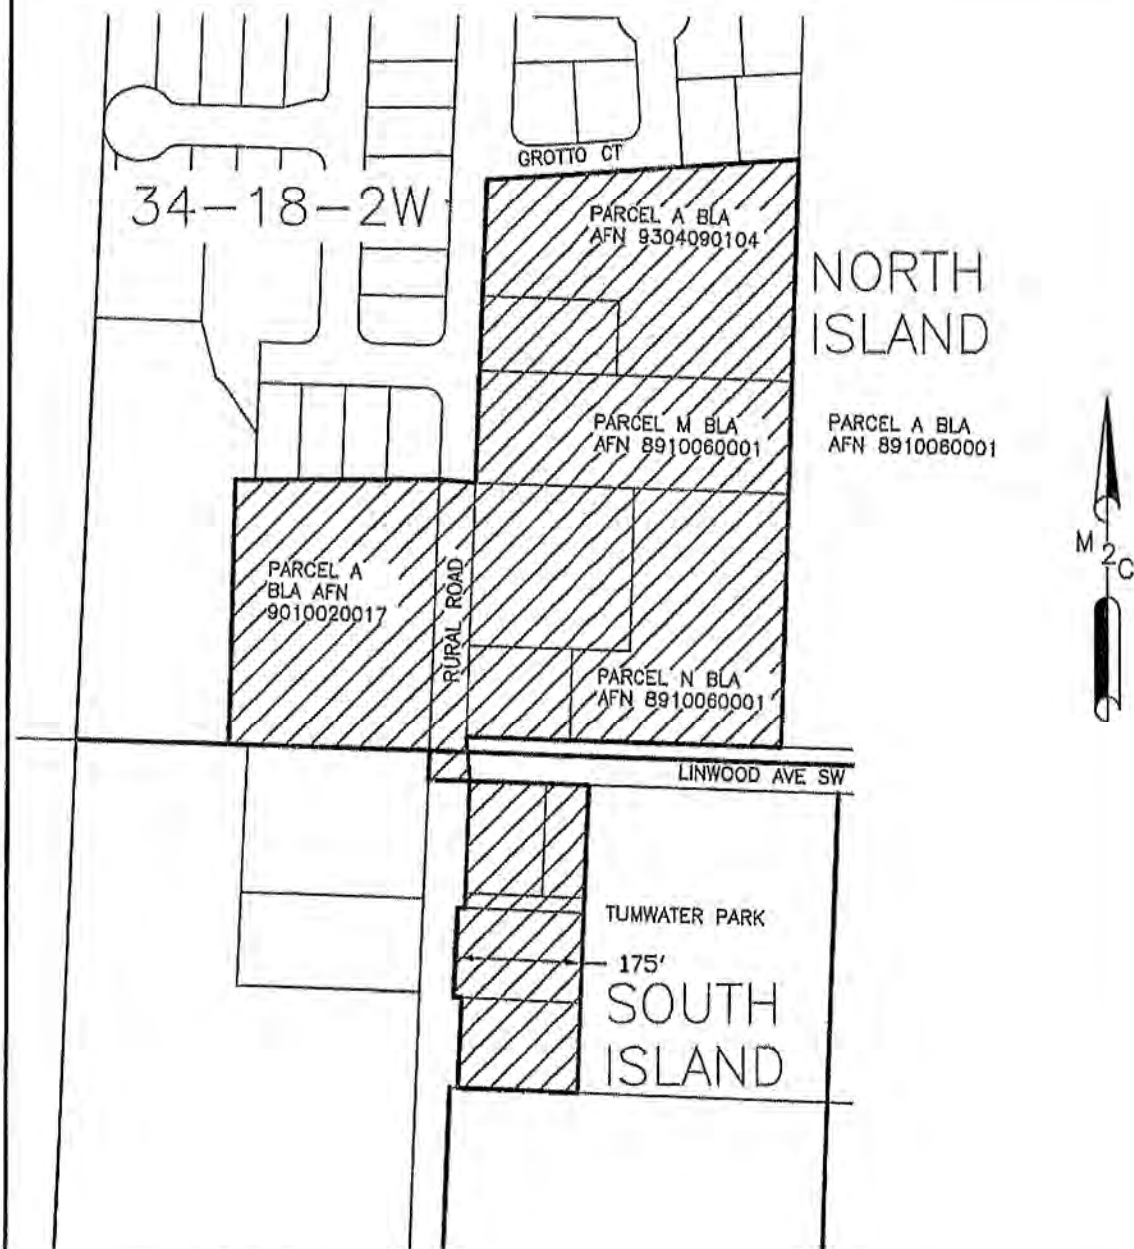 GROTTO CT
34-18-2W
PARCEL A BLA
AFN 9304090104
NORTH
ISLAND
PARCEL M BLA
AFN 8910060001
PARCEL A BLA
AFN 8910060001
M2C
PARCEL A
BLA AFN
9010020017
RURAL ROAD
PARCEL N BLA
AFN 8910060001
LINWOOD AVE SW
TUMWATER PARK
175'
SOUTH
ISLAND